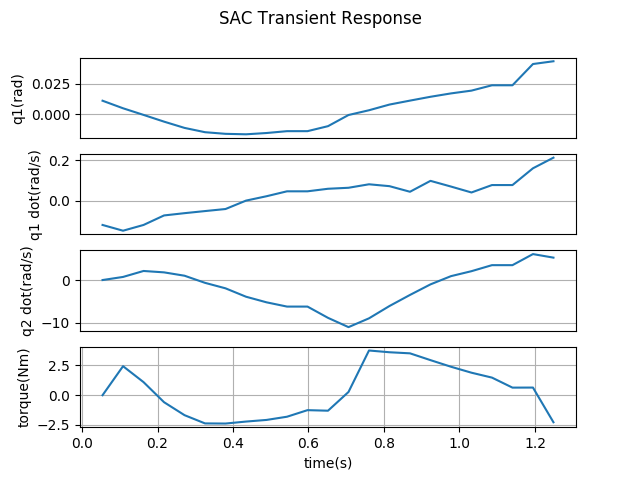 SAC Transient Response
q1(rad)
0.025
0.000
q1 dot(rad/s)
0.2
0.0
q2 dot(rad/s)
0
−10
torque(Nm)
2.5
0.0
−2.5
0.0 0.2 0.4 0.6 0.8 1.0 1.2
time(s)